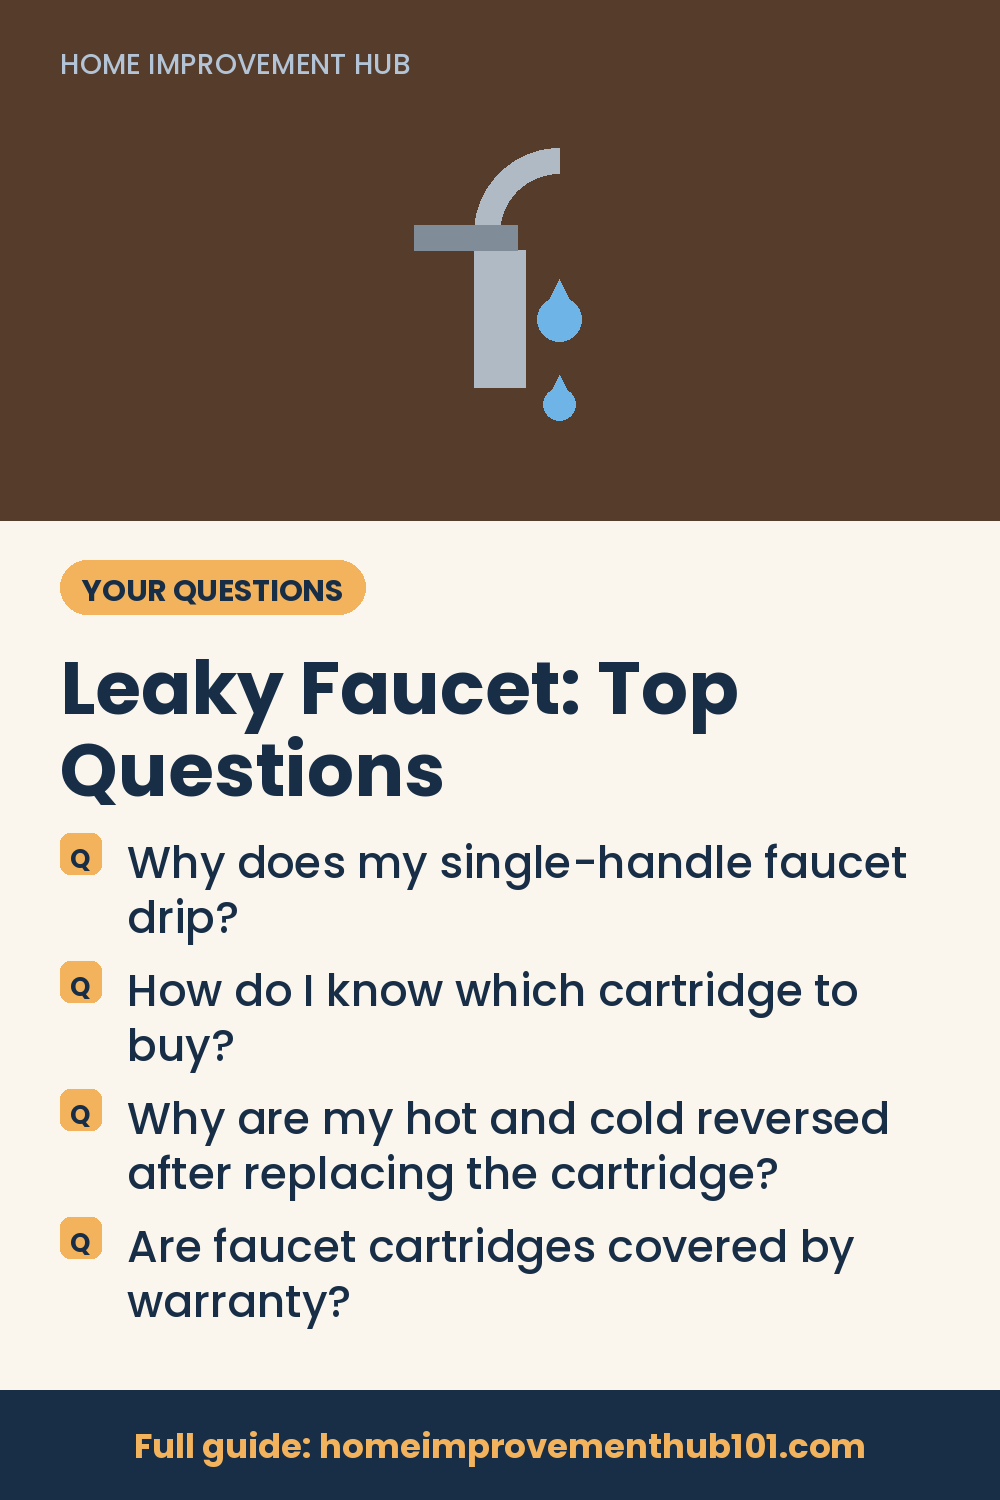 HOME IMPROVEMENT HUB
YOUR QUESTIONS
Leaky Faucet: Top
Questions
Q Why does my single-handle faucet
drip?
Q How do I know which cartridge to
buy?
Q Why are my hot and cold reversed
after replacing the cartridge?
Q Are faucet cartridges covered by
warranty?
Full guide: homeimprovementhub101.com